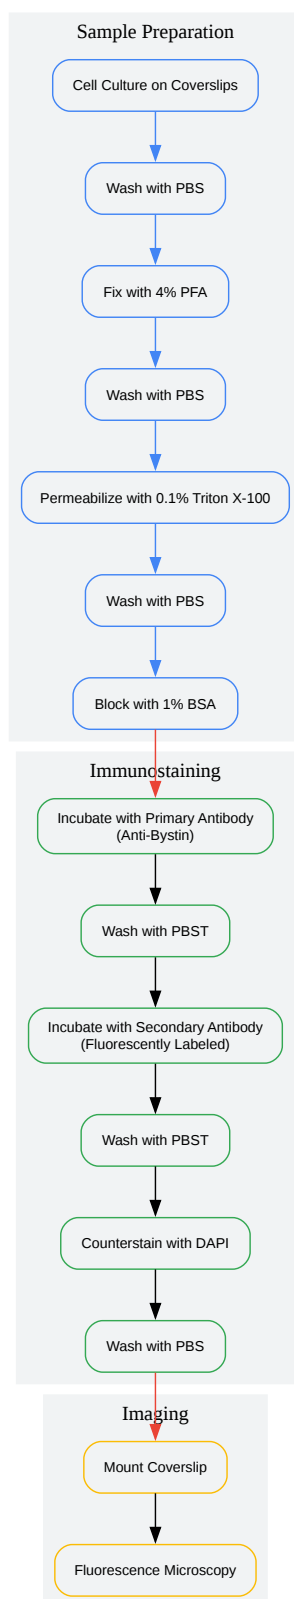 Sample Preparation
Cell Culture on Coverslips
Wash with PBS
Fix with 4% PFA
Wash with PBS
Permeabilize with 0.1% Triton X-100
Wash with PBS
Block with 1% BSA
Immunostaining
Incubate with Primary Antibody
(Anti-Bystin)
Wash with PBST
Incubate with Secondary Antibody
(Fluorescently Labeled)
Wash with PBST
Counterstain with DAPI
Wash with PBS
Imaging
Mount Coverslip
Fluorescence Microscopy